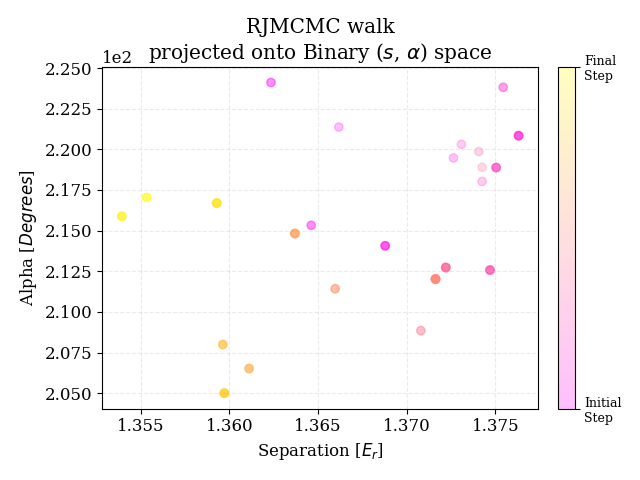 RJMCMC walk
projected onto Binary (s, α) space
1e2
2.250
2.225
2.200
2.175
2.150
2.125
2.100
2.075
2.050
Alpha [Degrees]
1.355 1.360 1.365 1.370 1.375
Separation [E_r]
Final
Step
Initial
Step